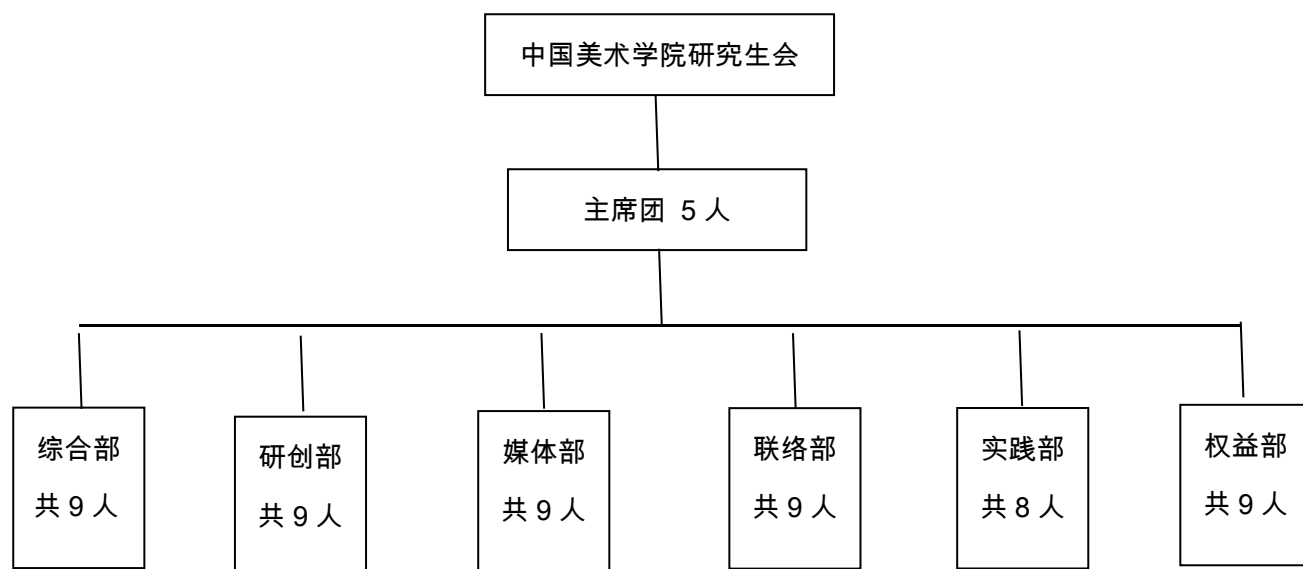 中国美术学院研究生会
主席团 5 人
综合部
共 9 人
研创部
共 9 人
媒体部
共 9 人
联络部
共 9 人
实践部
共 8 人
权益部
共 9 人